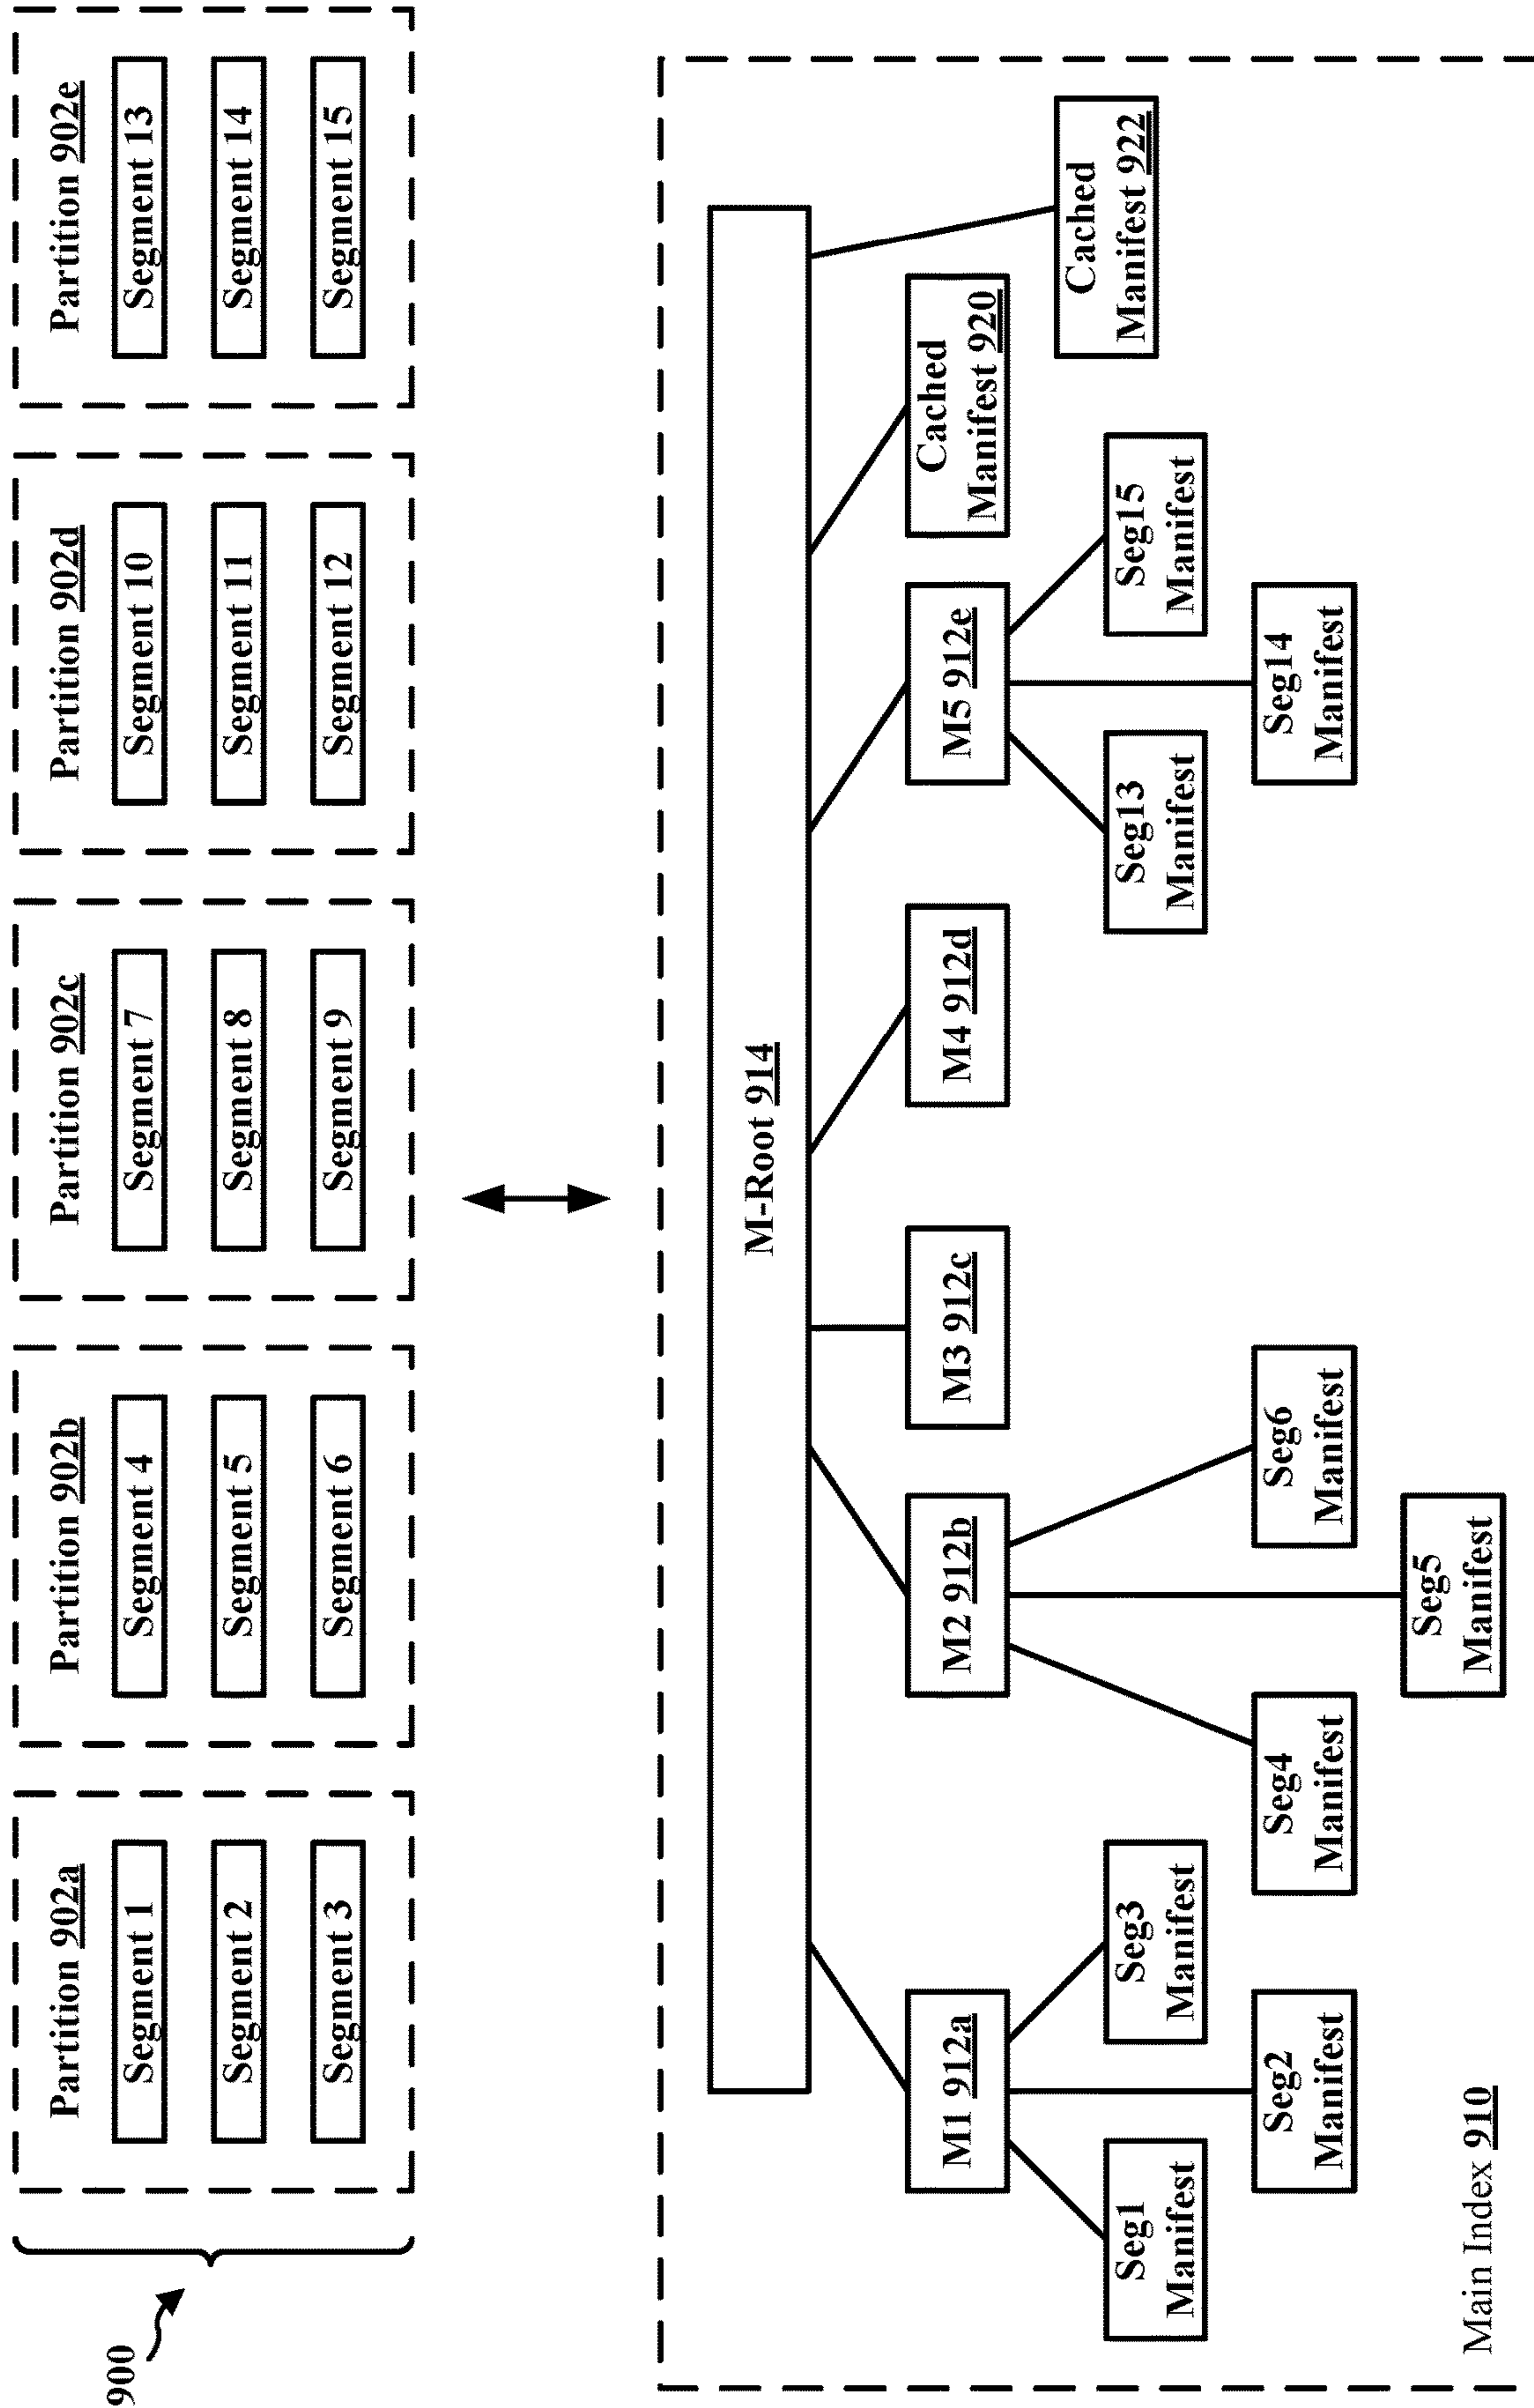 900
Partition 902a
Segment 1
Segment 2
Segment 3
Partition 902b
Segment 4
Segment 5
Segment 6
Partition 902c
Segment 7
Segment 8
Segment 9
Partition 902d
Segment 10
Segment 11
Segment 12
Partition 902e
Segment 13
Segment 14
Segment 15
M-Root 914
M1 912a
M2 912b
M3 912c
M4 912d
M5 912e
Cached
Manifest 920
Cached
Manifest 922
Seg1
Manifest
Seg2
Manifest
Seg3
Manifest
Seg4
Manifest
Seg5
Manifest
Seg6
Manifest
Seg13
Manifest
Seg14
Manifest
Seg15
Manifest
Main Index 910